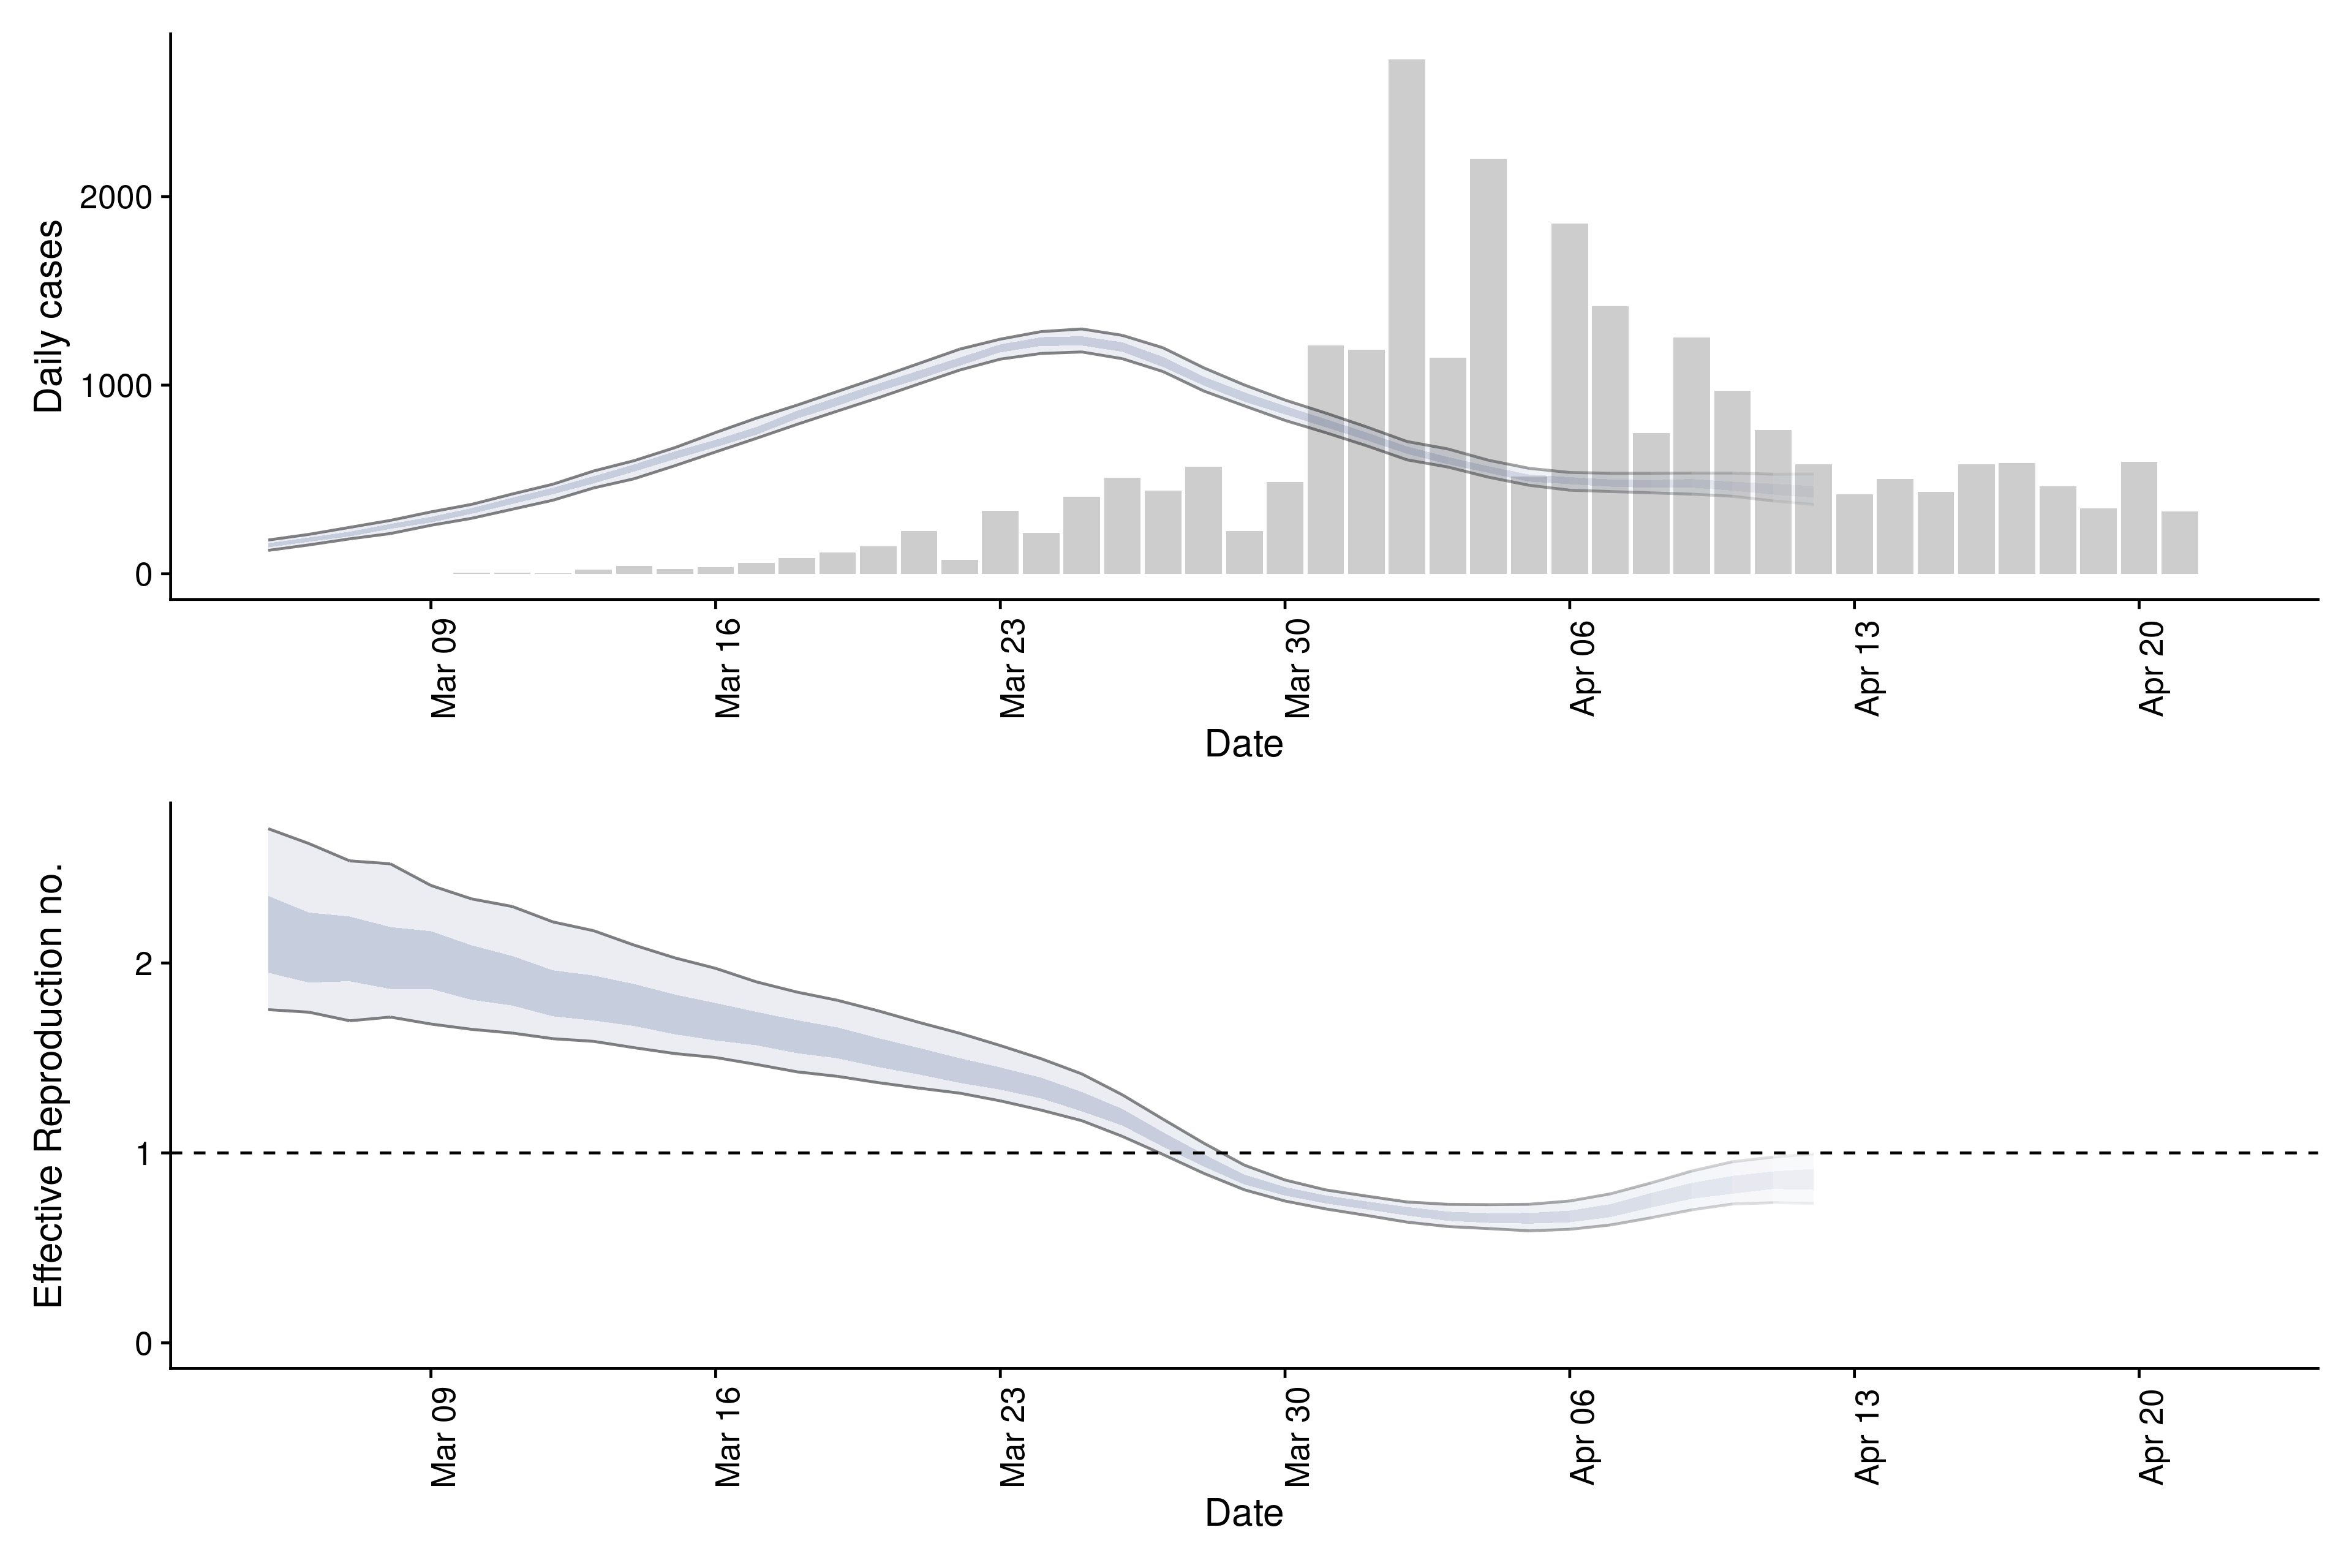 Daily cases
2000
1000
0
Mar 09
Mar 16
Mar 23
Mar 30
Apr 06
Apr 13
Apr 20
Date
Effective Reproduction no.
2
1
0
Mar 09
Mar 16
Mar 23
Mar 30
Apr 06
Apr 13
Apr 20
Date